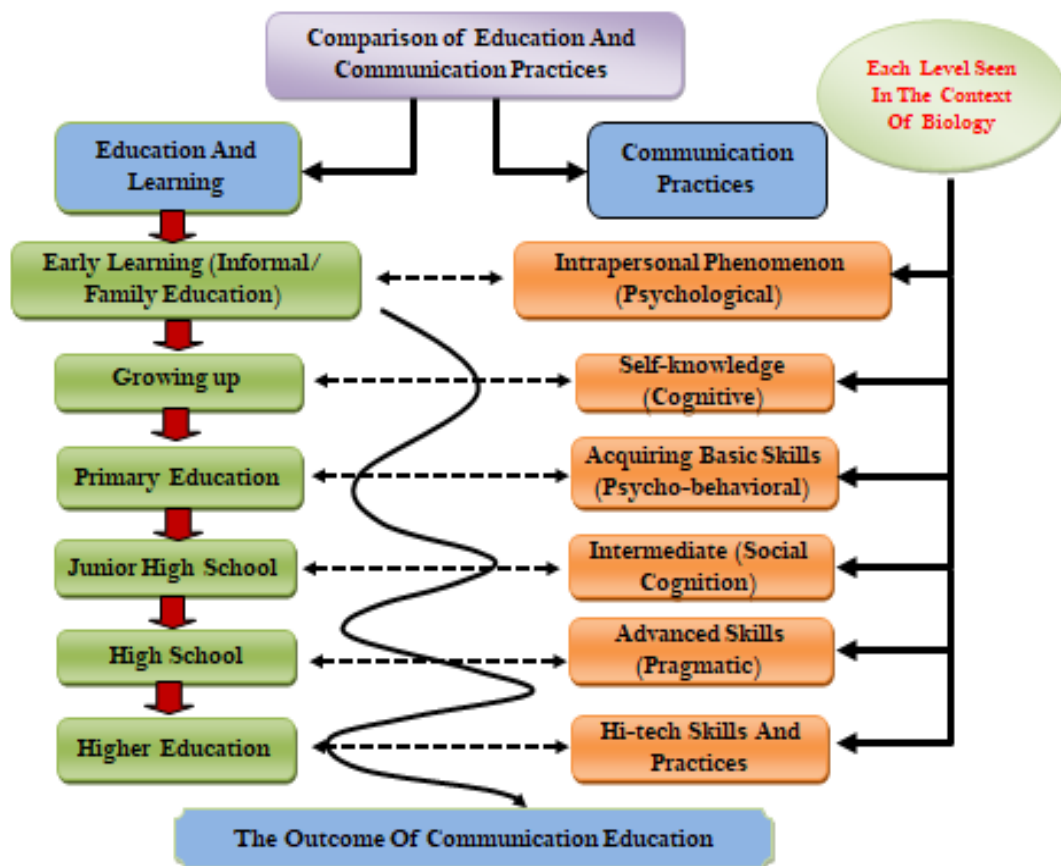 Comparison of Education And
Communication Practices
Each Level Seen
In The Context
Of Biology
Education And
Learning
Communication
Practices
Early Learning (Informal/
Family Education)
Intrapersonal Phenomenon
(Psychological)
Growing up
Self-knowledge
(Cognitive)
Primary Education
Acquiring Basic Skills
(Psycho-behavioral)
Junior High School
Intermediate (Social
Cognition)
High School
Advanced Skills
(Pragmatic)
Higher Education
Hi-tech Skills And
Practices
The Outcome Of Communication Education